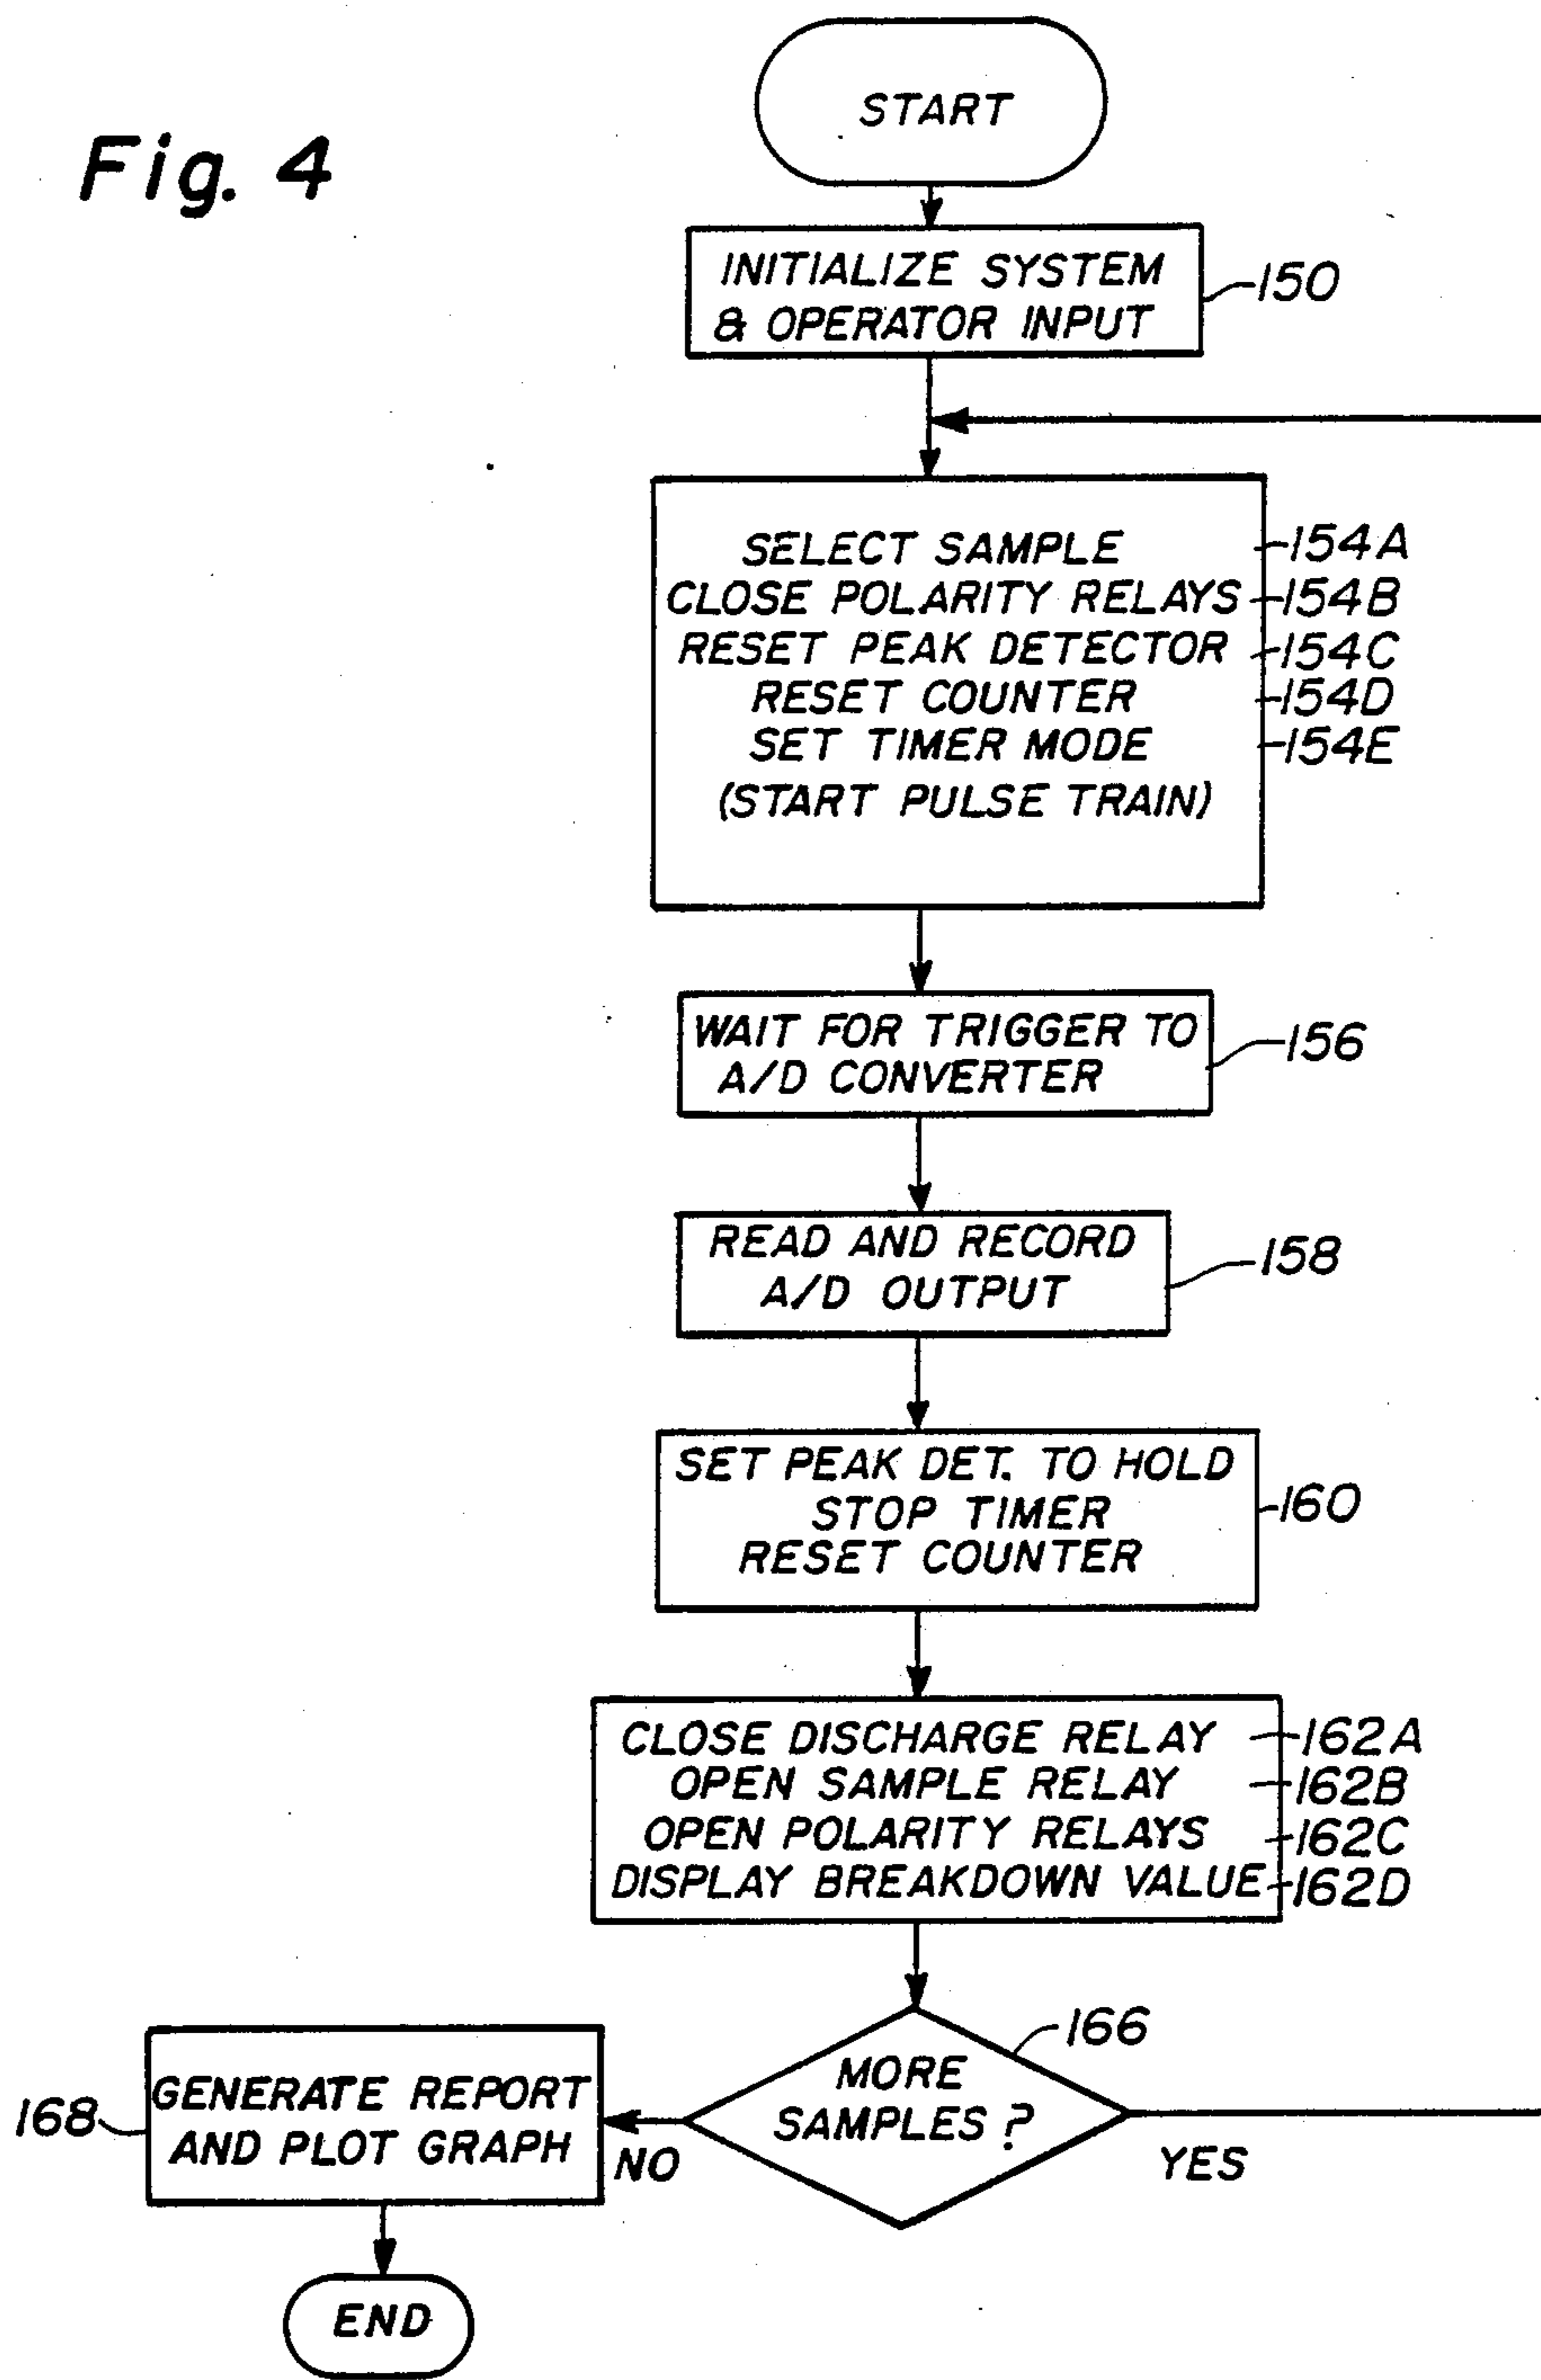 Fig. 4
START
INITIALIZE SYSTEM
& OPERATOR INPUT
150
SELECT SAMPLE 154A
CLOSE POLARITY RELAYS 154B
RESET PEAK DETECTOR 154C
RESET COUNTER 154D
SET TIMER MODE 154E
(START PULSE TRAIN)
WAIT FOR TRIGGER TO
A/D CONVERTER
156
READ AND RECORD
A/D OUTPUT
158
SET PEAK DET. TO HOLD
STOP TIMER
RESET COUNTER
160
CLOSE DISCHARGE RELAY 162A
OPEN SAMPLE RELAY 162B
OPEN POLARITY RELAYS 162C
DISPLAY BREAKDOWN VALUE 162D
166
MORE
SAMPLES?
YES
NO
GENERATE REPORT
AND PLOT GRAPH
168
END